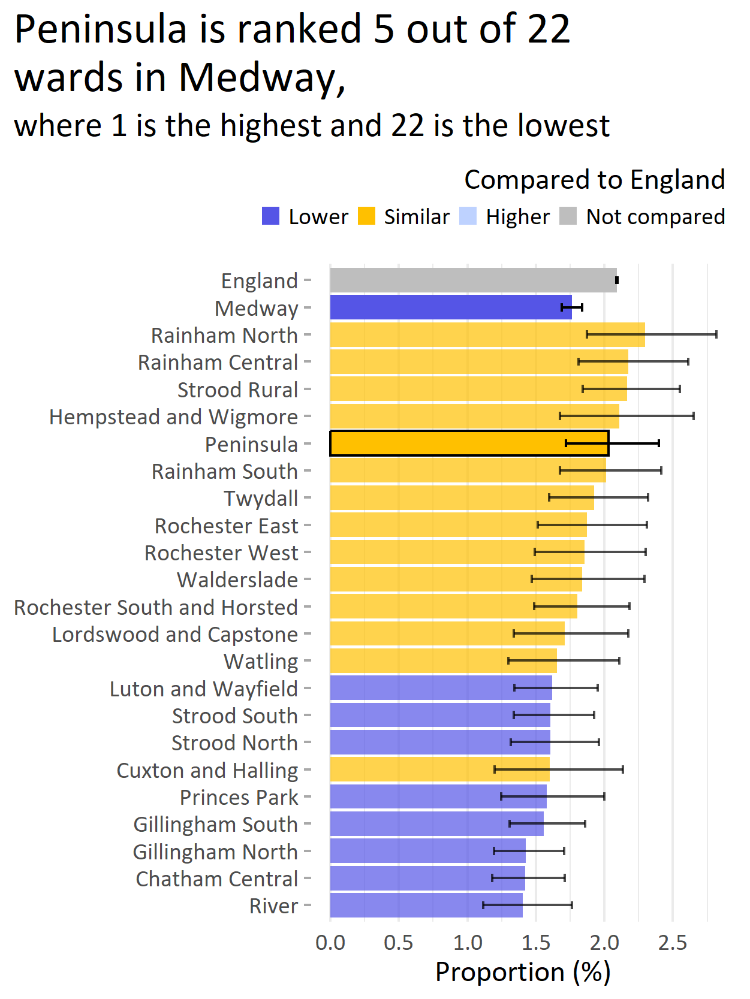 Peninsula is ranked 5 out of 22
wards in Medway,
where 1 is the highest and 22 is the lowest
Compared to England
Lower Similar Higher Not compared
England
Medway
Rainham North
Rainham Central
Strood Rural
Hempstead and Wigmore
Peninsula
Rainham South
Twydall
Rochester East
Rochester West
Walderslade
Rochester South and Horsted
Lordswood and Capstone
Watling
Luton and Wayfield
Strood South
Strood North
Cuxton and Halling
Princes Park
Gillingham South
Gillingham North
Chatham Central
River
0.0 0.5 1.0 1.5 2.0 2.5
Proportion (%)